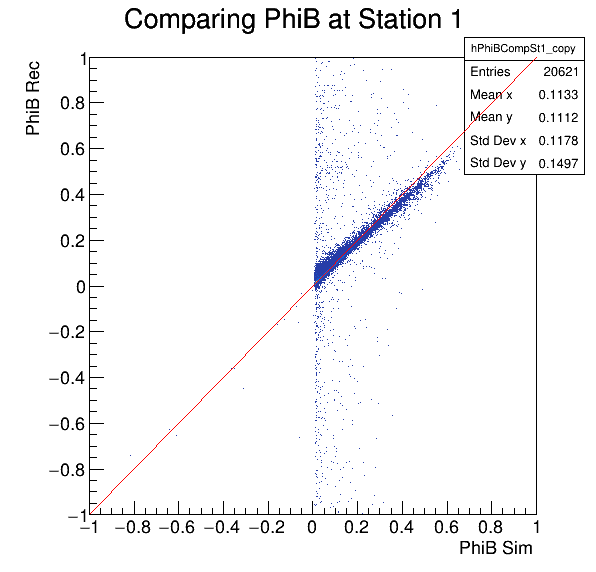 Comparing PhiB at Station 1
hPhiBCompSt1_copy
Entries 20621
Mean x 0.1133
Mean y 0.1112
Std Dev x 0.1178
Std Dev y 0.1497
PhiB Rec
1
0.8
0.6
0.4
0.2
0
−0.2
−0.4
−0.6
−0.8
−1
−1 −0.8 −0.6 −0.4 −0.2 0 0.2 0.4 0.6 0.8 1
PhiB Sim